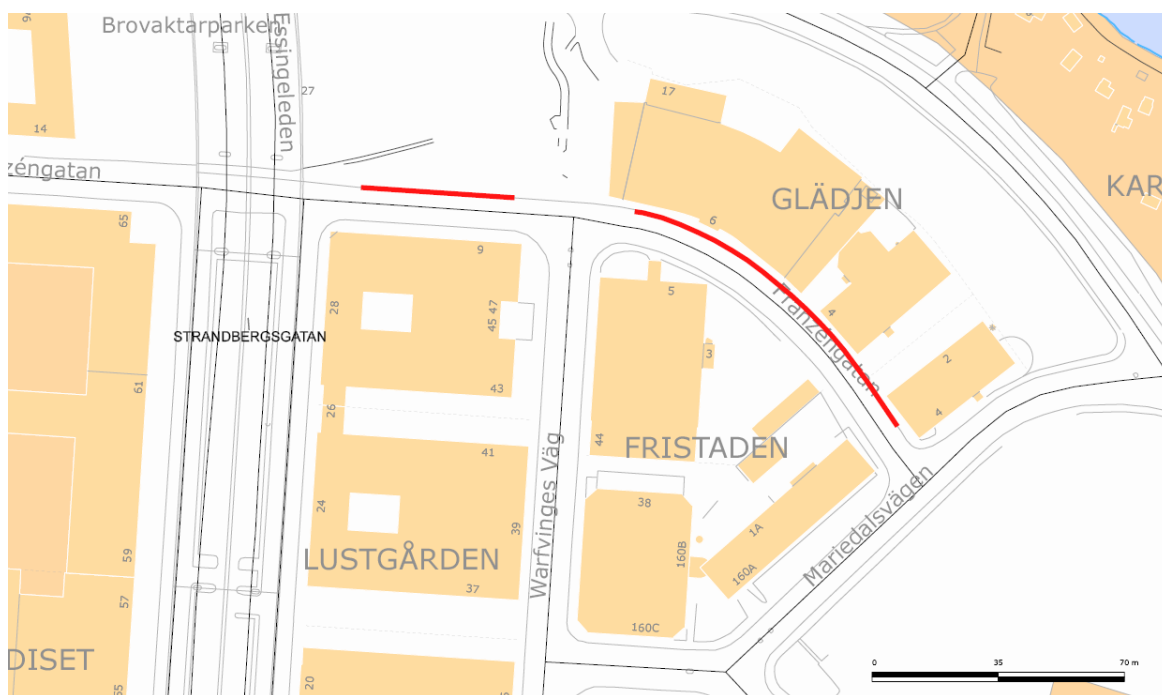 Brovaktarparken
Essingeleden
27
17
14
zéngatan
GLÄDJEN
KAR
65
6
9
5
28
45 47
STRANDBERGSGATAN
Franzéngatan
4
3
2
61
43
26
4
44
FRISTADEN
41
Warfvinges Väg
24
38
39
1A
Mariedalsvägen
LUSTGÅRDEN
59
160B
160A
37
57
160C
DISET
20
55
0 35 70 m